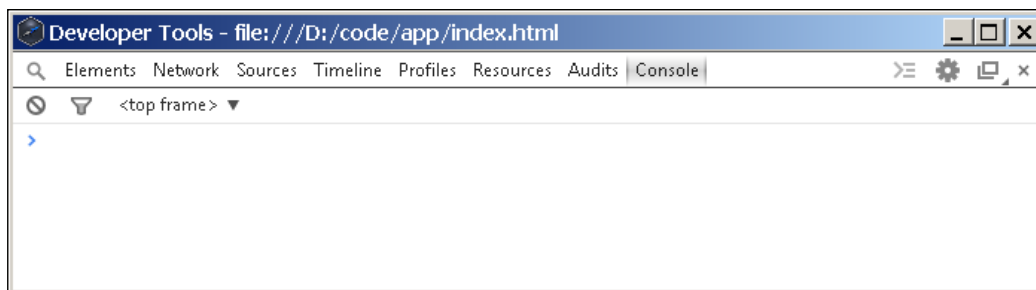 Developer Tools - file:///D:/code/app/index.html
Elements Network Sources Timeline Profiles Resources Audits Console
<top frame> ▼